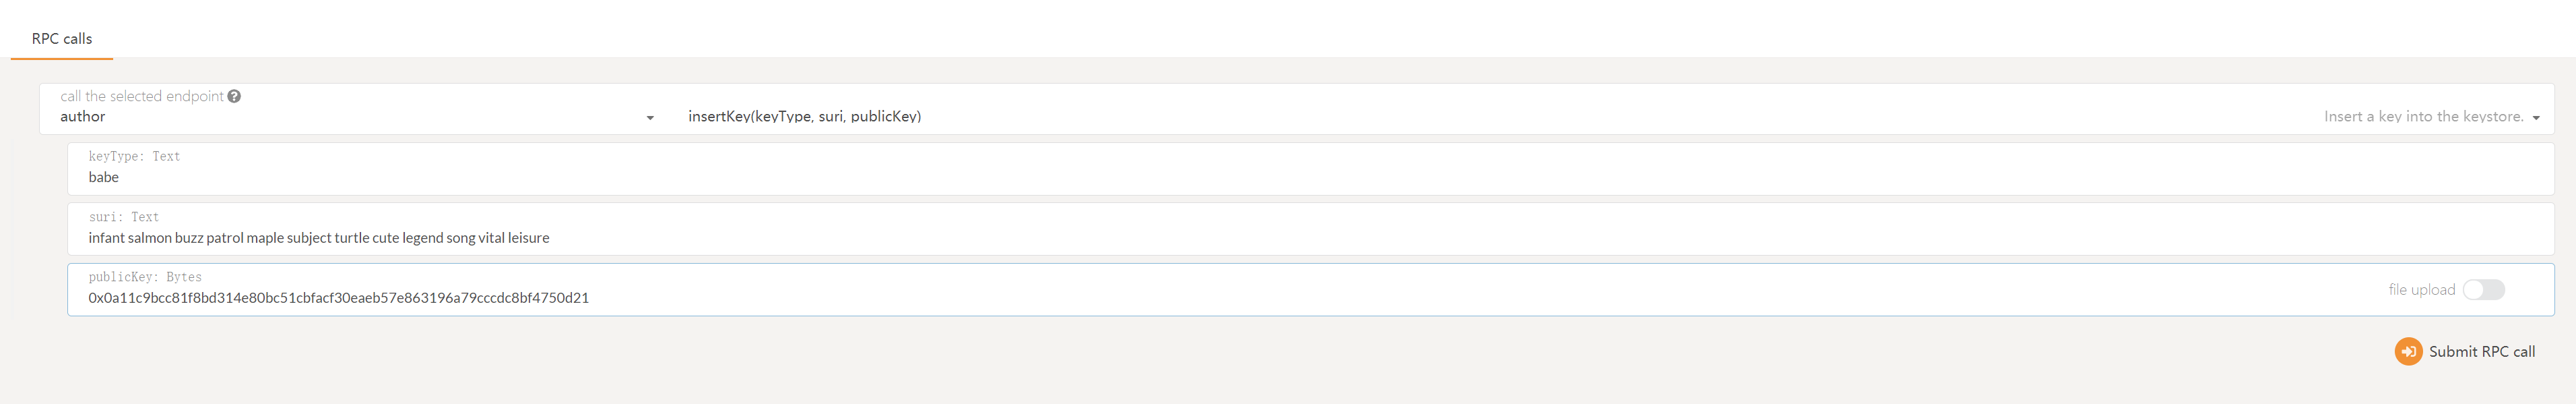 RPC calls
call the selected endpoint
author
insertKey(keyType, suri, publicKey)
Insert a key into the keystore.
keyType: Text
babe
suri: Text
infant salmon buzz patrol maple subject turtle cute legend song vital leisure
publicKey: Bytes
0x0a11c9bcc81f8bd314e80bc51cbfacf30eaeb57e863196a79cccdc8bf4750d21
file upload
Submit RPC call